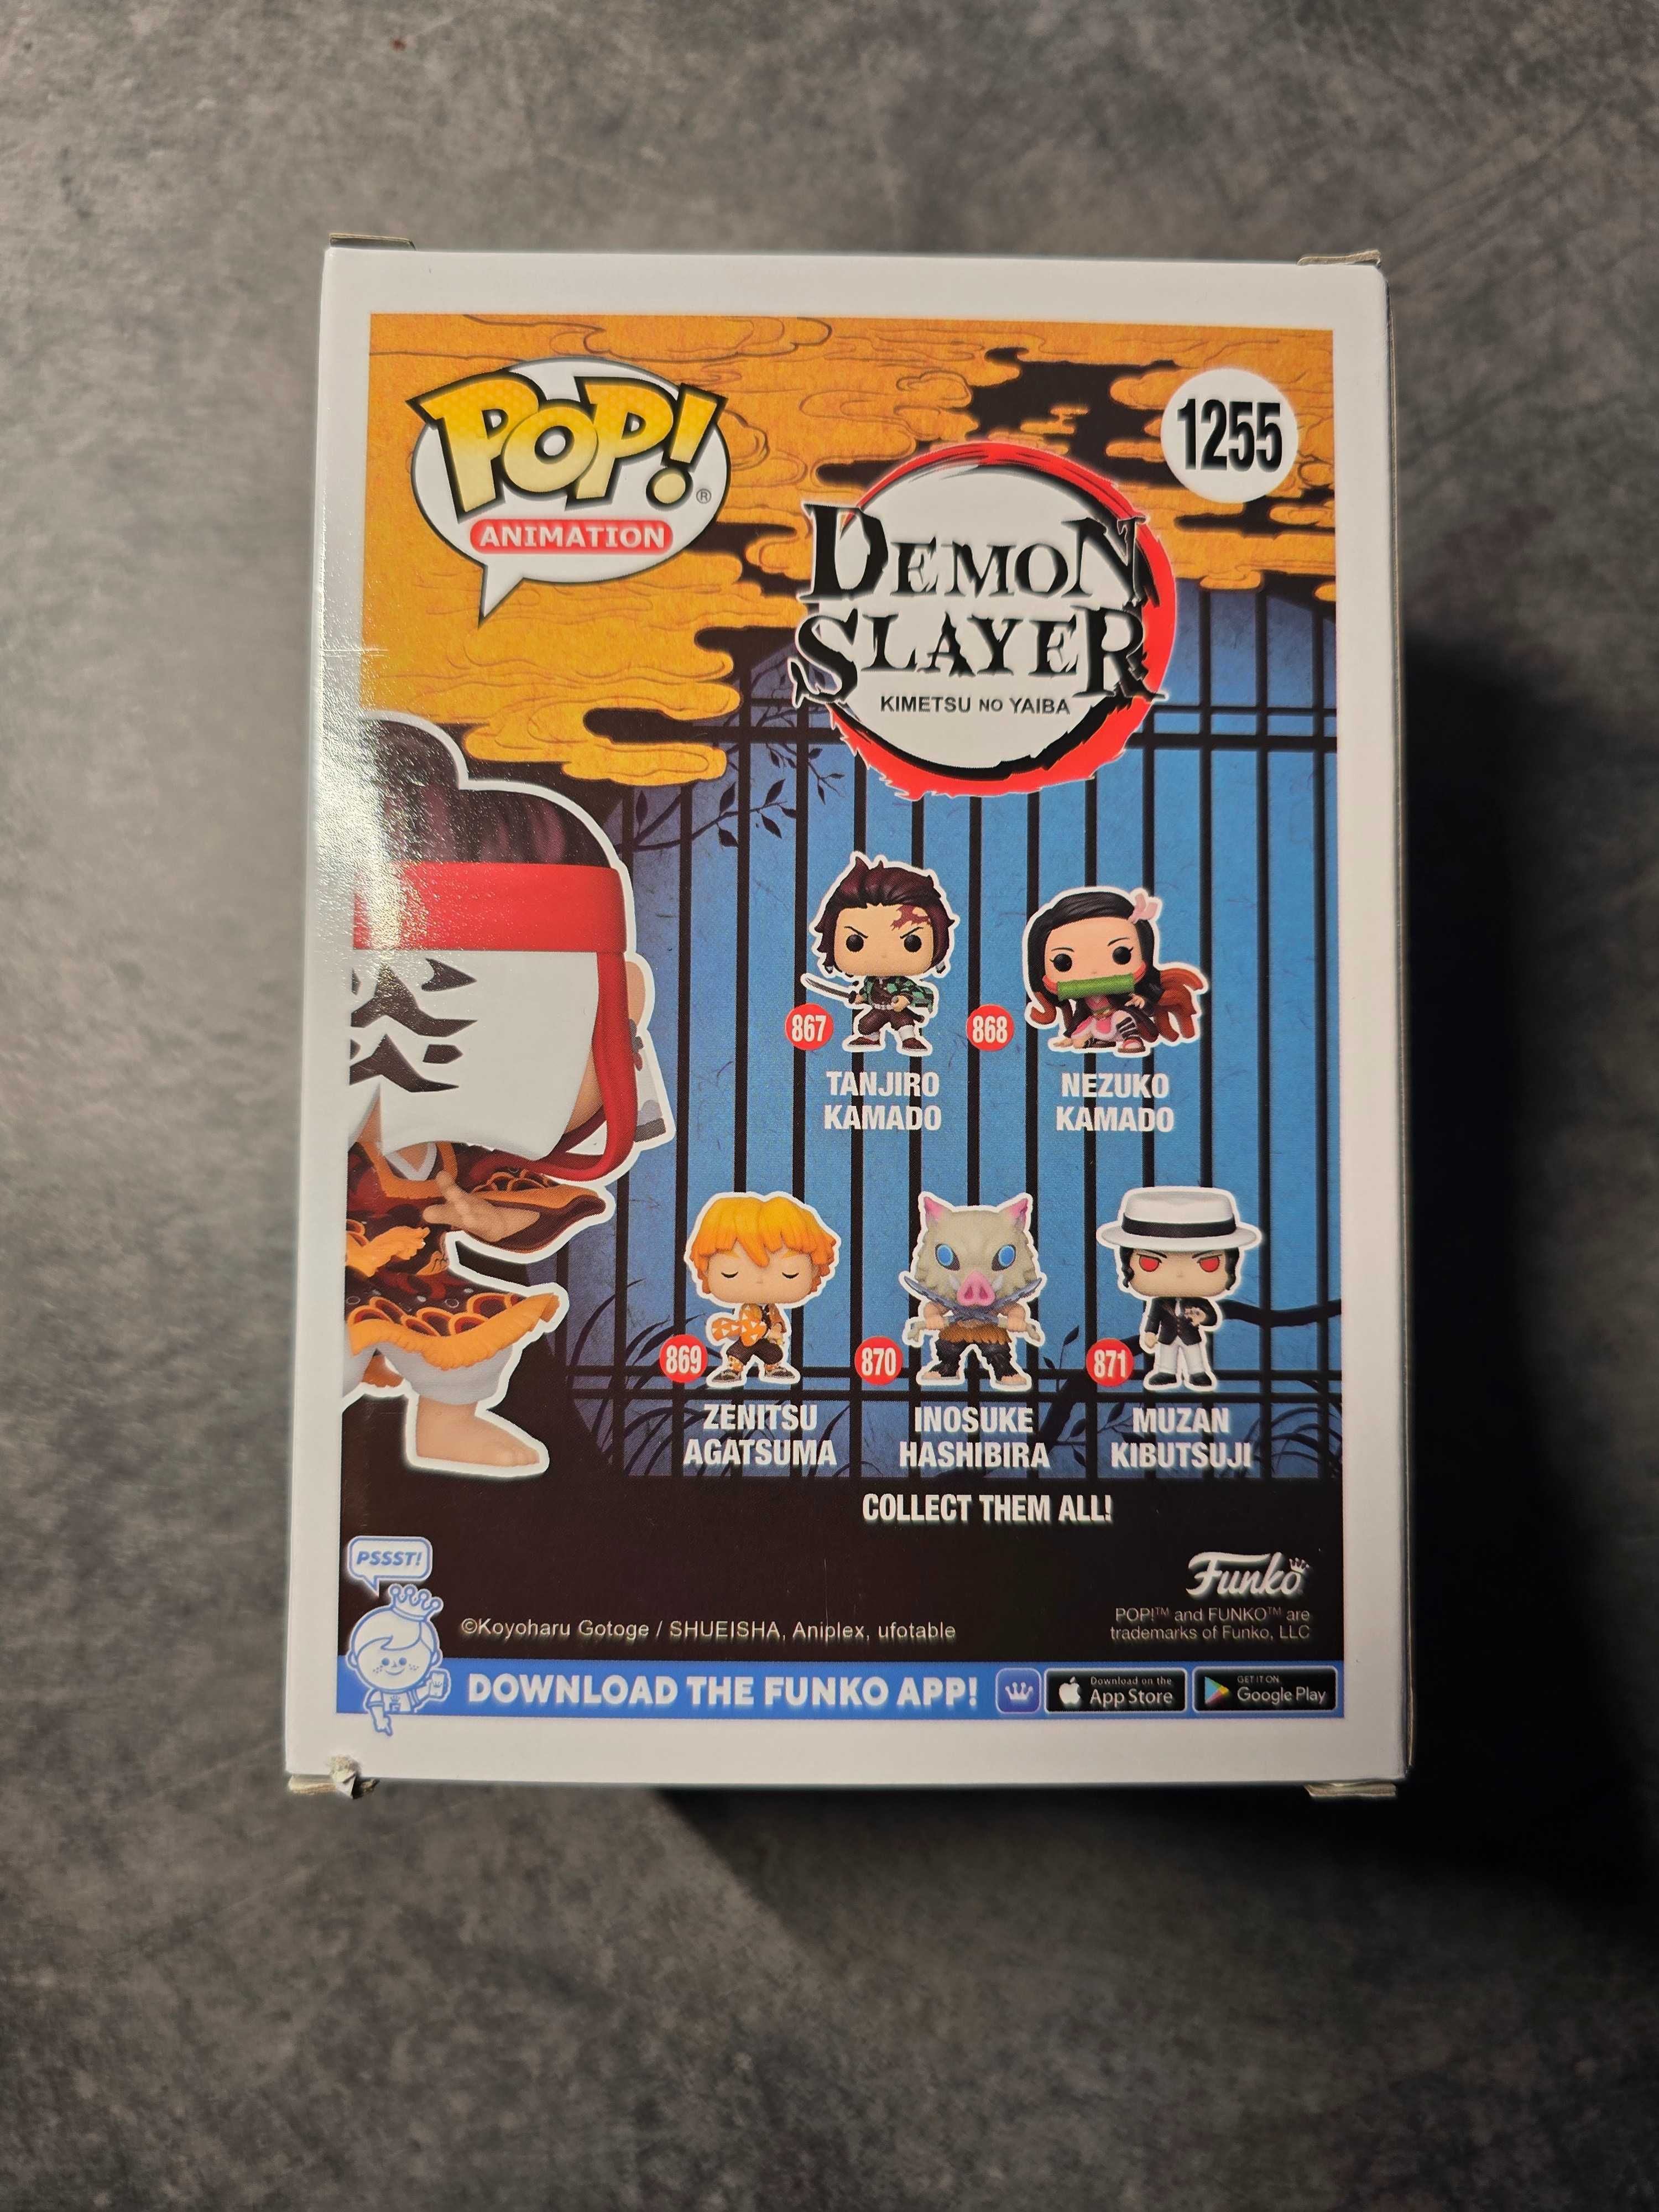 POP!®
ANIMATION
1255
DEMON
SLAYER
KIMETSU NO YAIBA
炎
867
TANJIRO
KAMADO
868
NEZUKO
KAMADO
869
ZENITSU
AGATSUMA
870
INOSUKE
HASHIBIRA
871
MUZAN
KIBUTSUJI
COLLECT THEM ALL!
PSSST!
Funko
©Koyoharu Gotoge / SHUEISHA, Aniplex, ufotable
POP!™ and FUNKO™ are
trademarks of Funko, LLC
DOWNLOAD THE FUNKO APP!
Download on the
App Store
GET IT ON
Google Play